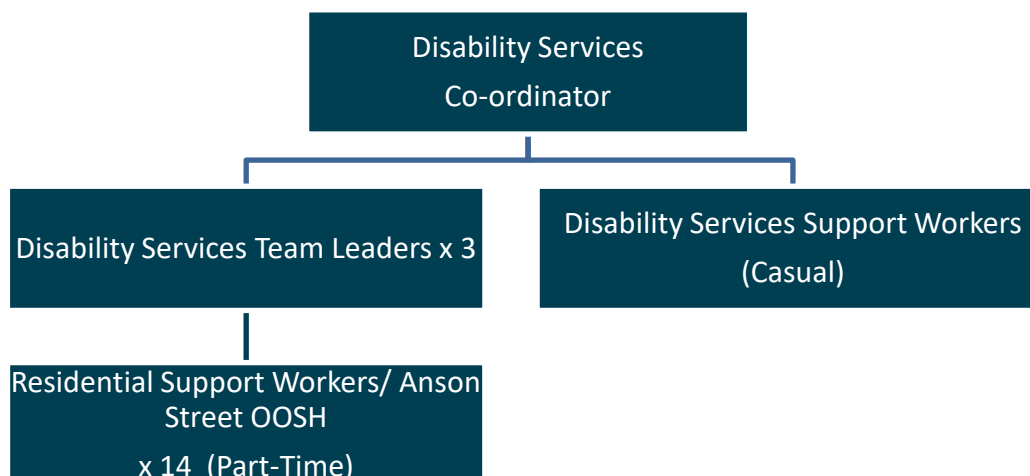 Disability Services
Co-ordinator
Disability Services Team Leaders x 3
Disability Services Support Workers
(Casual)
Residential Support Workers/ Anson
Street OOSH
x 14  (Part-Time)